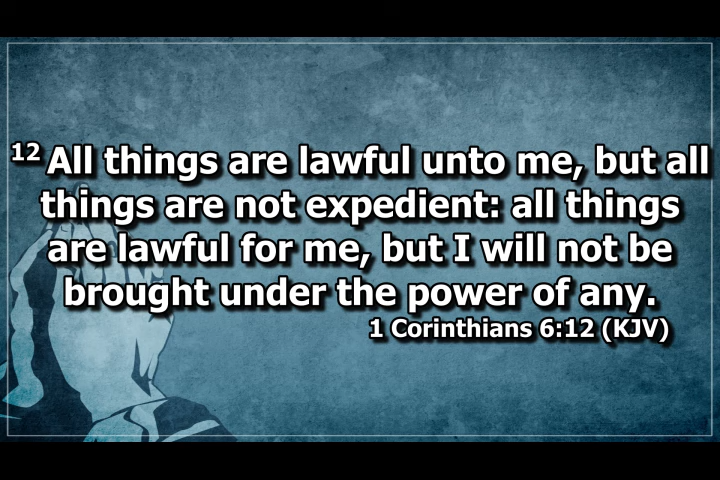 12 All things are lawful unto me, but all
things are not expedient: all things
are lawful for me, but I will not be
brought under the power of any.
1 Corinthians 6:12 (KJV)